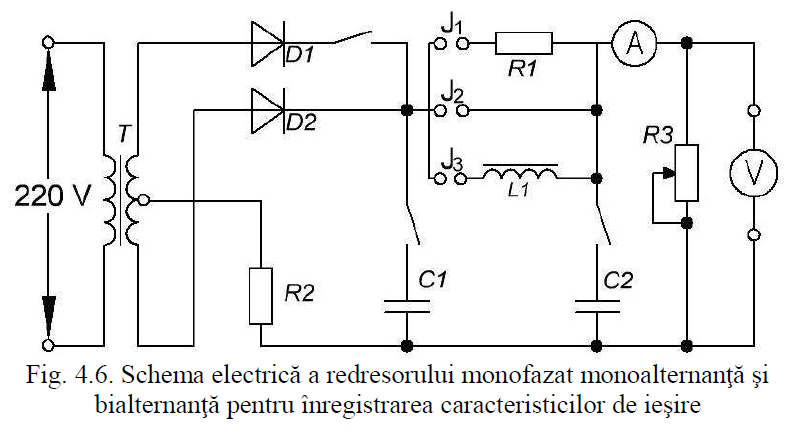 J1
D1
R1
A
J2
D2
T
R3
J3
V
L1
220 V
C1
C2
R2
Fig. 4.6. Schema electrică a redresorului monofazat monoalternanţă şi
bialternanţă pentru înregistrarea caracteristicilor de ieşire